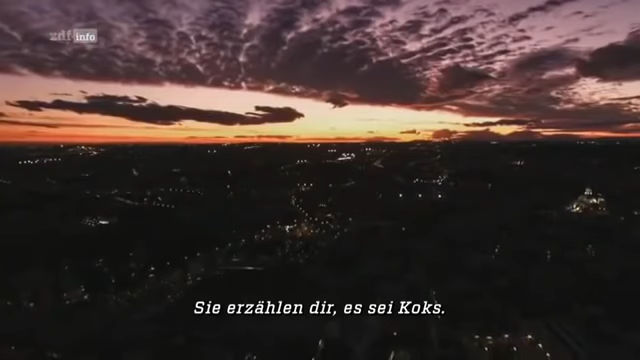 zdf info
Sie erzählen dir, es sei Koks.